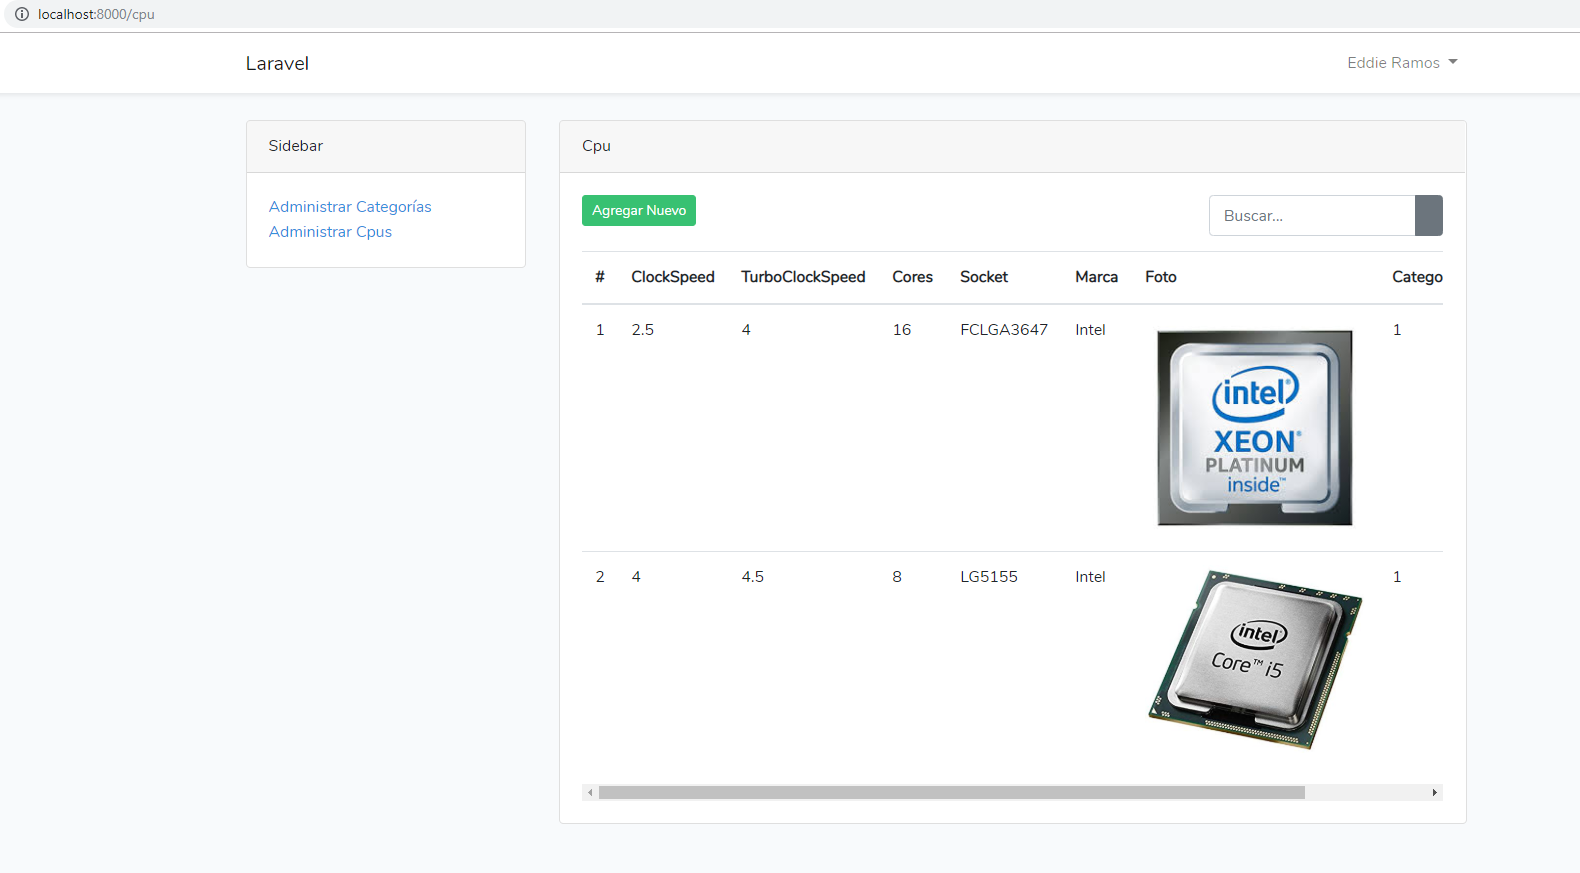 localhost:8000/cpu
Laravel
Eddie Ramos
Sidebar
Administrar Categorías
Administrar Cpus
Cpu
Agregar Nuevo
Buscar...
# ClockSpeed TurboClockSpeed Cores Socket Marca Foto Catego
1 2.5 4 16 FCLGA3647 Intel 1
intel®
XEON®
PLATINUM
inside™
2 4 4.5 8 LG5155 Intel 1
intel®
Core™ i5